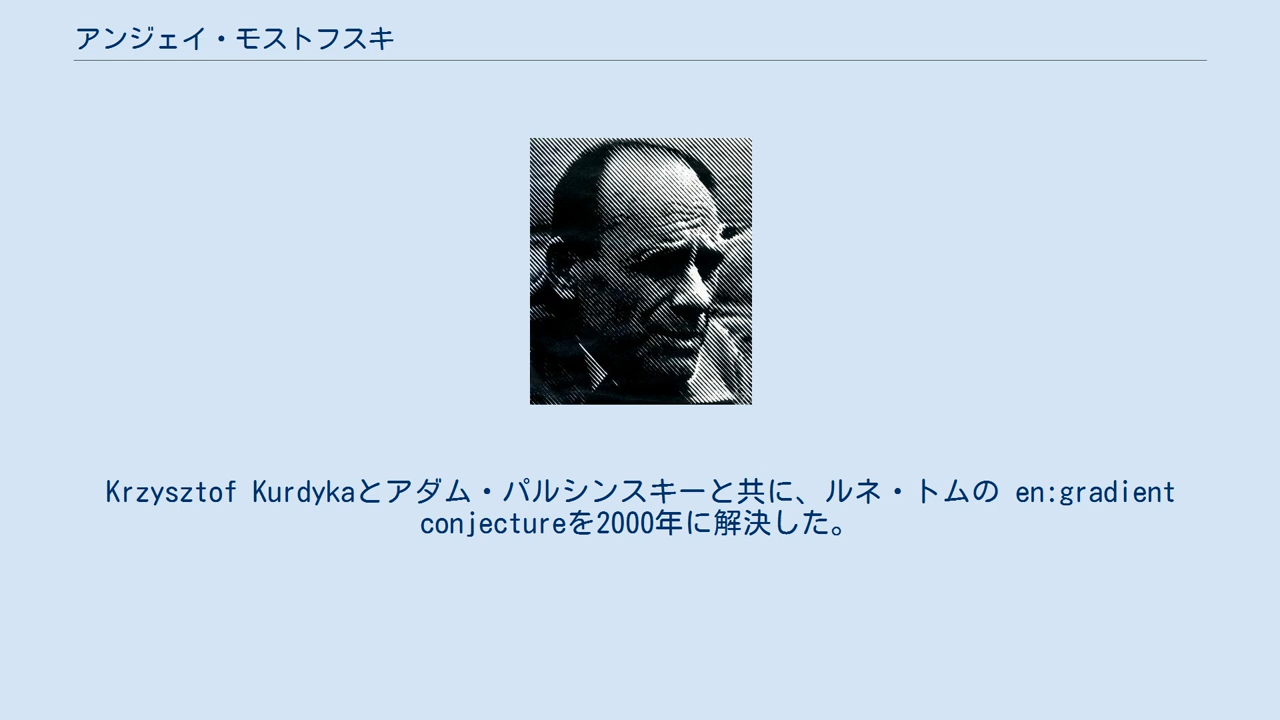 アンジェイ・モストフスキ
Krzysztof Kurdykaとアダム・パルシンスキーと共に、ルネ・トムの en:gradient
conjectureを2000年に解決した。